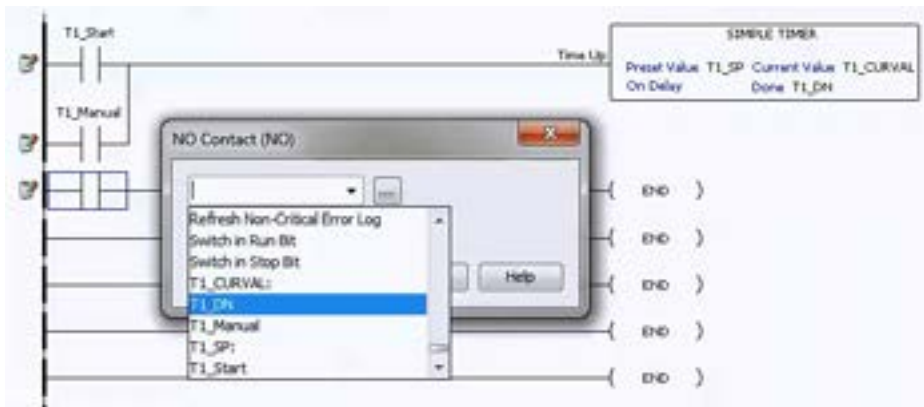 T1_Start
SIMPLE TIMER
Time Up
Preset Value T1_SP Current Value T1_CURVAL
On Delay Done T1_DN
T1_Manual
NO Contact (NO)
( END )
Refresh Non-Critical Error Log
Switch in Run Bit
( END )
Switch in Stop Bit
T1_CURVAL:
Help
( END )
T1_DN
T1_Manual
( END )
T1_SP:
T1_Start
( END )